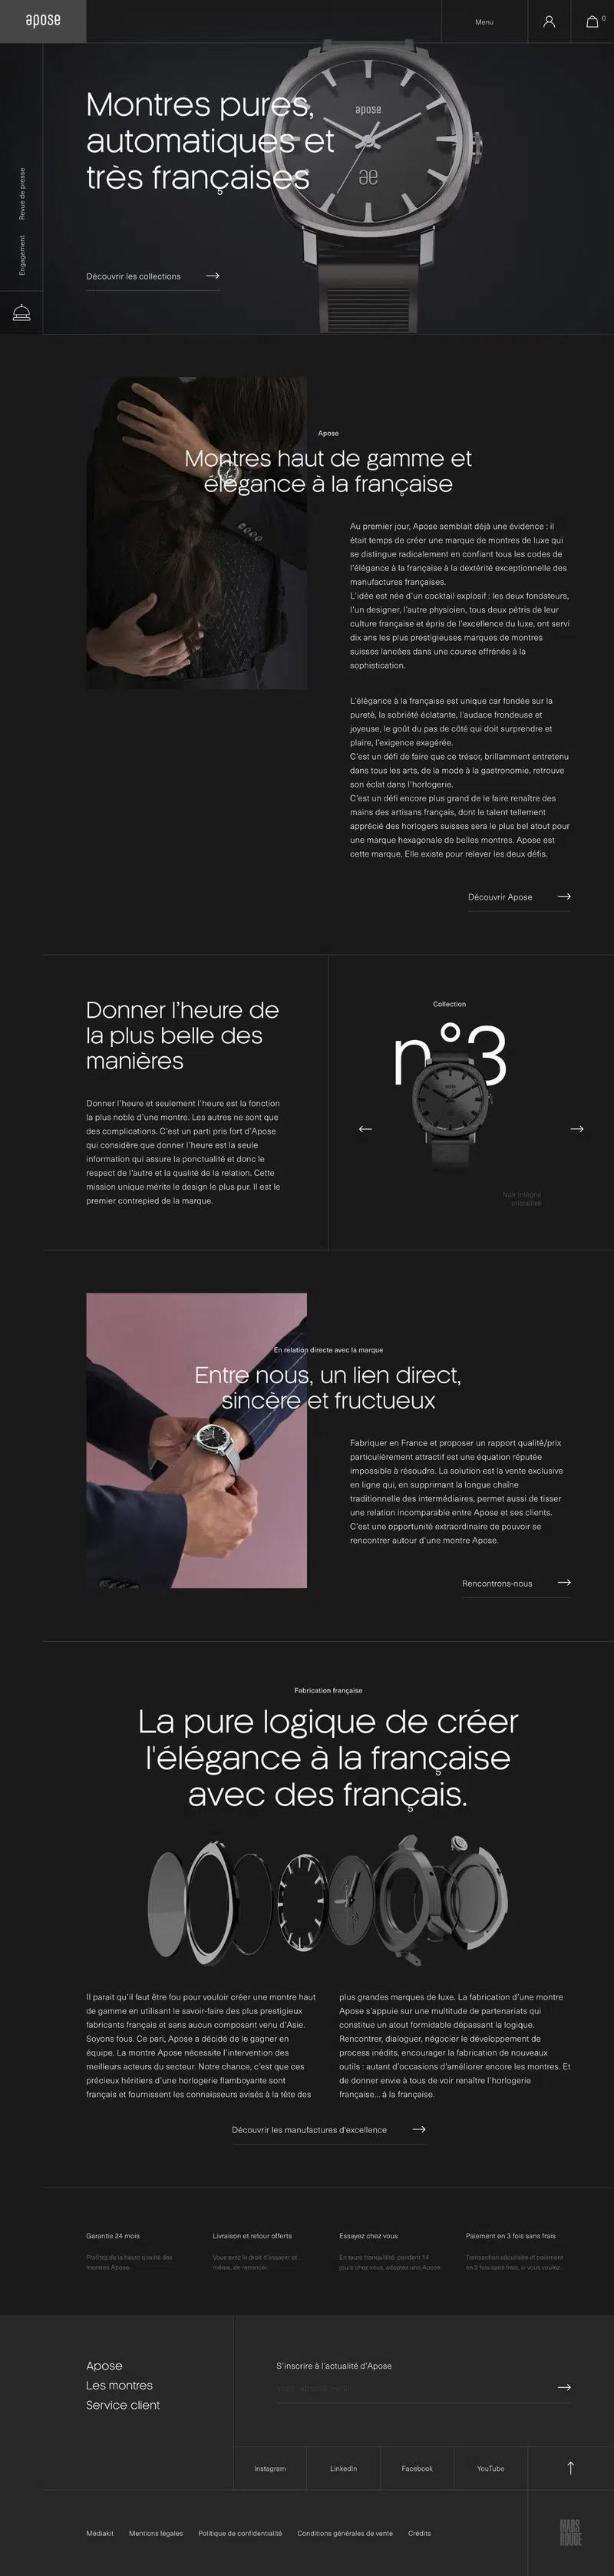 apose
Menu
0
Montres pures,
automatiques et
très françaises
apose
Revue de presse
Engagement
Découvrir les collections
Apose
Montres haut de gamme et
élégance à la française
Au premier jour, Apose semblait déjà une évidence : il
était temps de créer une marque de montres de luxe qui
se distingue radicalement en confiant tous les codes de
l'élégance à la française à la dextérité exceptionnelle des
manufactures françaises.
L'idée est née d'un cocktail explosif : les deux fondateurs,
l'un designer, l'autre physicien, tous deux pétris de leur
culture française et épris de l'excellence du luxe, ont servi
dix ans les plus prestigieuses marques de montres
suisses lancées dans une course effrénée à la
sophistication.
L'élégance à la française est unique car fondée sur la
pureté, la sobriété éclatante, l'audace frondeuse et
joyeuse, le goût du pas de côté qui doit surprendre et
plaire, l'exigence exagérée.
C'est un défi de faire que ce trésor, brillamment entretenu
dans tous les arts, de la mode à la gastronomie, retrouve
son éclat dans l'horlogerie.
C'est un défi encore plus grand de le faire renaître des
mains des artisans français, dont le talent tellement
apprécié des horlogers suisses sera le plus bel atout pour
une marque hexagonale de belles montres. Apose est
cette marque. Elle existe pour relever les deux défis.
Découvrir Apose
Donner l'heure de
la plus belle des
manières
Donner l'heure et seulement l'heure est la fonction
la plus noble d'une montre. Les autres ne sont que
des complications. C'est un parti pris fort d'Apose
qui considère que donner l'heure est la seule
information qui assure la ponctualité et donc le
respect de l'autre et la qualité de la relation. Cette
mission unique mérite le design le plus pur. Il est le
premier contrepied de la marque.
Collection
n°3
Noir intégral
cristallisé
En relation directe avec la marque
Entre nous, un lien direct,
sincère et fructueux
Fabriquer en France et proposer un rapport qualité/prix
particulièrement attractif est une équation réputée
impossible à résoudre. La solution est la vente exclusive
en ligne qui, en supprimant la longue chaîne
traditionnelle des intermédiaires, permet aussi de tisser
une relation incomparable entre Apose et ses clients.
C'est une opportunité extraordinaire de pouvoir se
rencontrer autour d'une montre Apose.
Rencontrons-nous
Fabrication française
La pure logique de créer
l'élégance à la française
avec des français.
Il parait qu'il faut être fou pour vouloir créer une montre haut
de gamme en utilisant le savoir-faire des plus prestigieux
fabricants français et sans aucun composant venu d'Asie.
Soyons fous. Ce pari, Apose a décidé de le gagner en
équipe. La montre Apose nécessite l'intervention des
meilleurs acteurs du secteur. Notre chance, c'est que ces
précieux héritiers d'une horlogerie flamboyante sont
français et fournissent les connaisseurs avisés à la tête des
plus grandes marques de luxe. La fabrication d'une montre
Apose s'appuie sur une multitude de partenariats qui
constitue un atout formidable dépassant la logique.
Rencontrer, dialoguer, négocier le développement de
process inédits, encourager la fabrication de nouveaux
outils : autant d'occasions d'améliorer encore les montres. Et
de donner envie à tous de voir renaître l'horlogerie
française... à la française.
Découvrir les manufactures d'excellence
Garantie 24 mois
Profitez de la haute qualité des
montres Apose.
Livraison et retour offerts
Vous avez le droit d'essayer et
même, de renoncer.
Essayez chez vous
En toute tranquillité, pendant 14
jours chez vous, adoptez une Apose.
Paiement en 3 fois sans frais
Transaction sécurisée et paiement
en 3 fois sans frais, si vous voulez.
Apose
Les montres
Service client
S'inscrire à l'actualité d'Apose
Instagram
LinkedIn
Facebook
YouTube
Médiakit
Mentions légales
Politique de confidentialité
Conditions générales de vente
Crédits
MARS
ROUGE